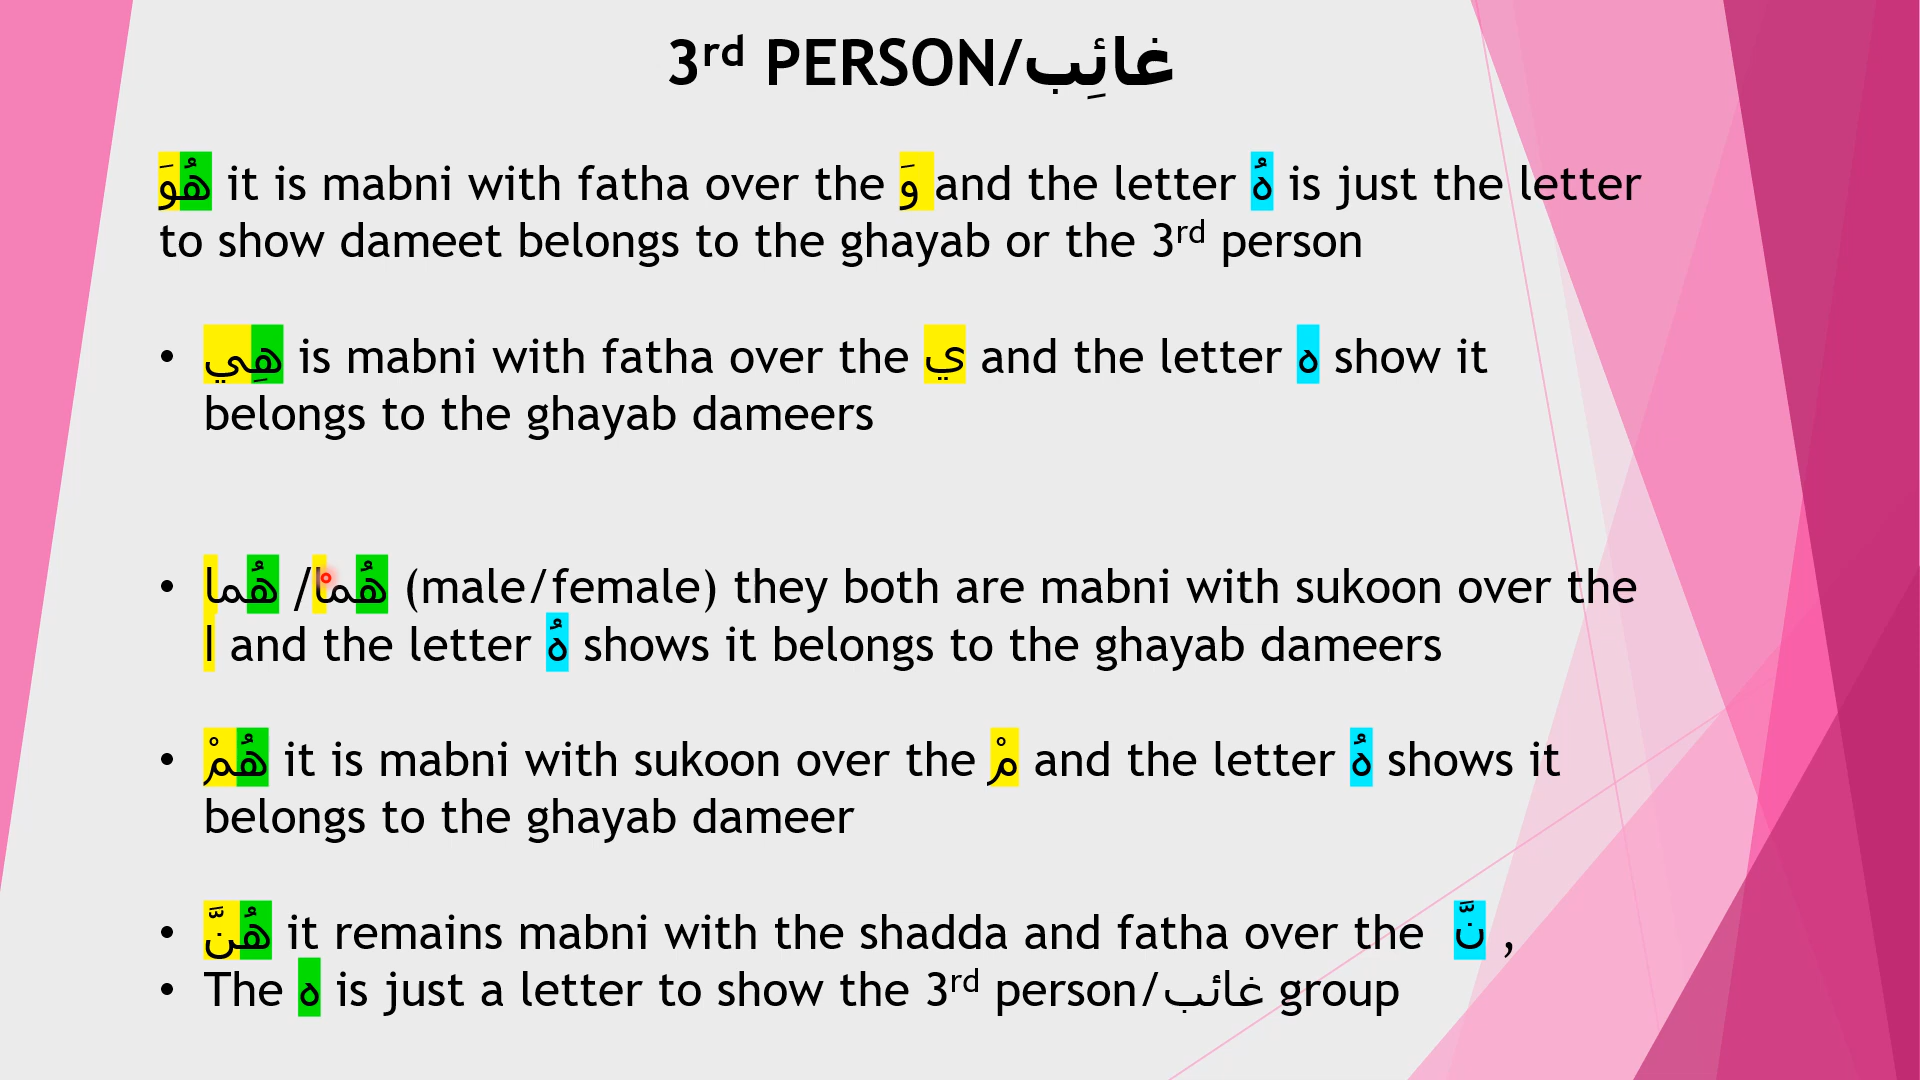 3rd PERSON/غائِب
هُوَ it is mabni with fatha over the وَ and the letter هُ is just the letter
to show dameet belongs to the ghayab or the 3rd person
• هِي is mabni with fatha over the ي and the letter ه show it
belongs to the ghayab dameers
• هُما/ هُمْا (male/female) they both are mabni with sukoon over the
ا and the letter هُ shows it belongs to the ghayab dameers
• هُمْ it is mabni with sukoon over the مْ and the letter هُ shows it
belongs to the ghayab dameer
• هُنَّ it remains mabni with the shadda and fatha over the نَّ ,
• The ه is just a letter to show the 3rd person/غائب group